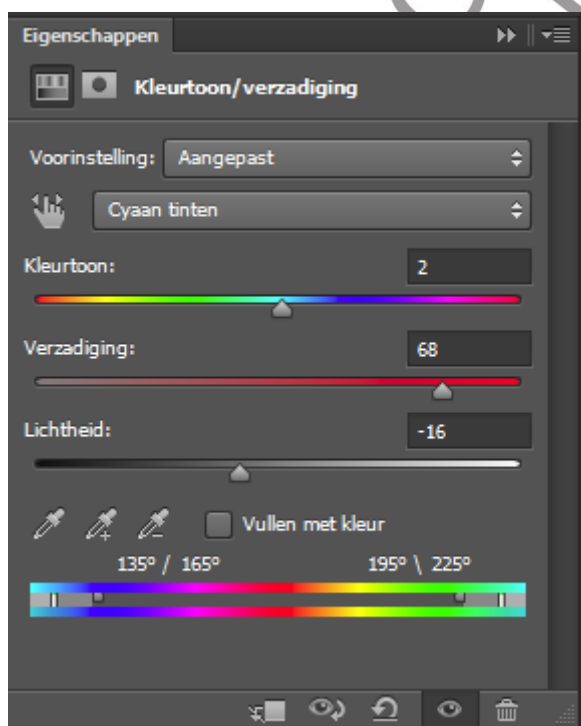 Eigenschappen
Kleurtoon/verzadiging
Voorinstelling: Aangepast
Cyaan tinten
Kleurtoon: 2
Verzadiging: 68
Lichtheid: -16
Vullen met kleur
135° / 165° 195° \ 225°